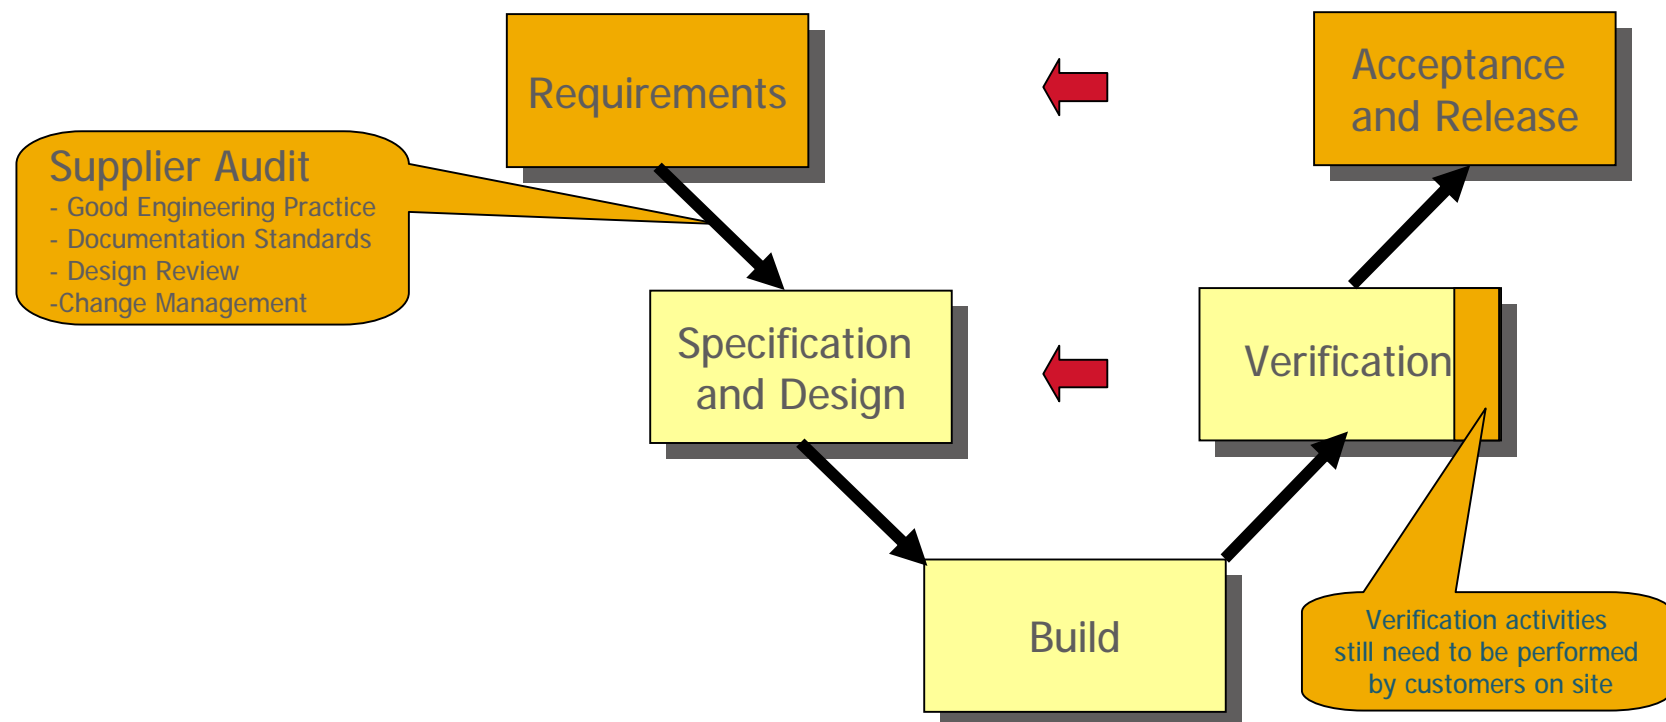 Requirements
Acceptance
and Release
Supplier Audit
- Good Engineering Practice
- Documentation Standards
- Design Review
-Change Management
Specification
and Design
Verification
Build
Verification activities
still need to be performed
by customers on site